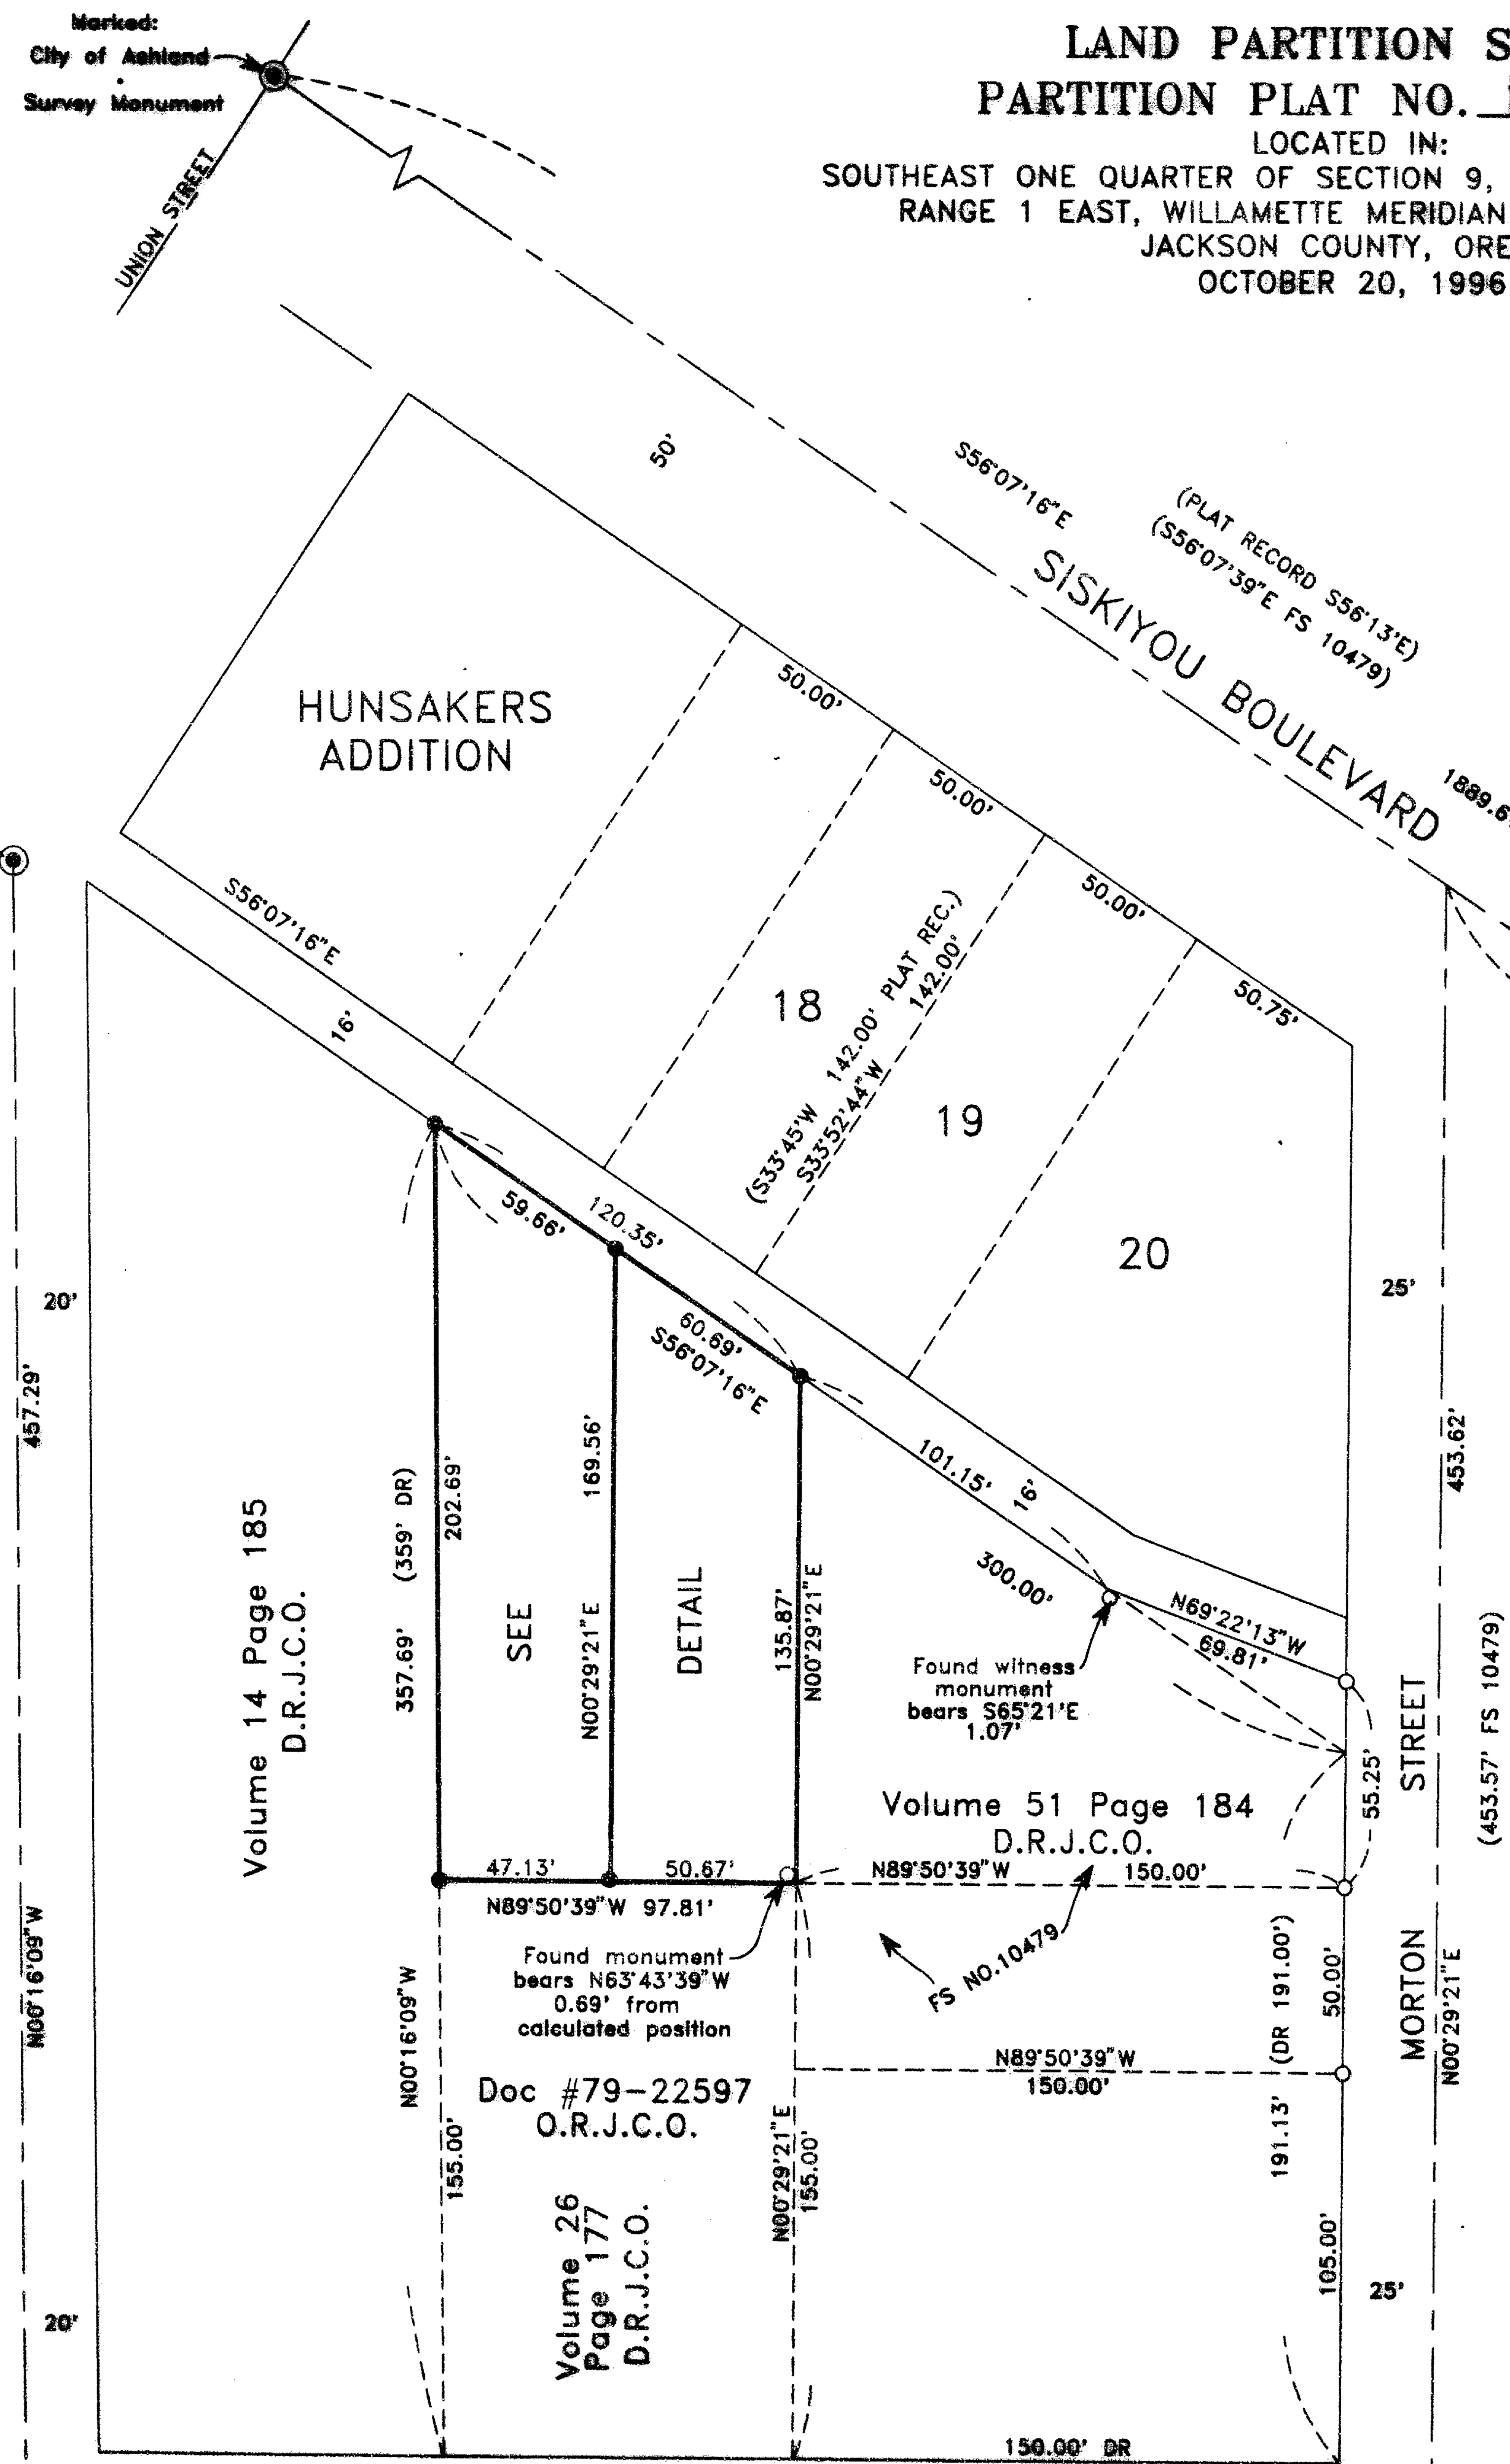 Marked:
City of Ashland
Survey Monument
UNION STREET
LAND PARTITION S
PARTITION PLAT NO.
LOCATED IN:
SOUTHEAST ONE QUARTER OF SECTION 9,
RANGE 1 EAST, WILLAMETTE MERIDIAN
JACKSON COUNTY, ORE
OCTOBER 20, 1996
50'
S56°07'16"E
(PLAT RECORD S56°13'E)
(S56°07'39"E FS 10479)
SISKIYOU BOULEVARD
1889.6
HUNSAKERS
ADDITION
50.00'
50.00'
50.00'
50.75'
S56°07'16"E
16'
18
(S33°45'W 142.00' PLAT REC.)
S33°52'44"W 142.00'
19
20
59.66'
120.35'
60.69'
S56°07'16"E
101.15'
16'
300.00'
N69°22'13"W
69.81'
20'
457.29'
N00°16'09"W
20'
25'
453.62'
(453.57' FS 10479)
MORTON STREET
N00°29'21"E
25'
Volume 14 Page 185
D.R.J.C.O.
357.69' (359' DR)
202.69'
SEE
N00°29'21"E 169.56'
DETAIL
135.87'
N00°29'21"E
Found witness
monument
bears S65°21'E
1.07'
55.25'
Volume 51 Page 184
D.R.J.C.O.
47.13'
50.67'
N89°50'39"W 97.81'
N89°50'39"W 150.00'
Found monument
bears N63°43'39"W
0.69' from
calculated position
FS NO.10479
N00°16'09"W
155.00'
Doc #79-22597
O.R.J.C.O.
N00°29'21"E
155.00'
N89°50'39"W
150.00'
191.13' (DR 191.00')
50.00'
105.00'
Volume 26
Page 177
D.R.J.C.O.
150.00' DR